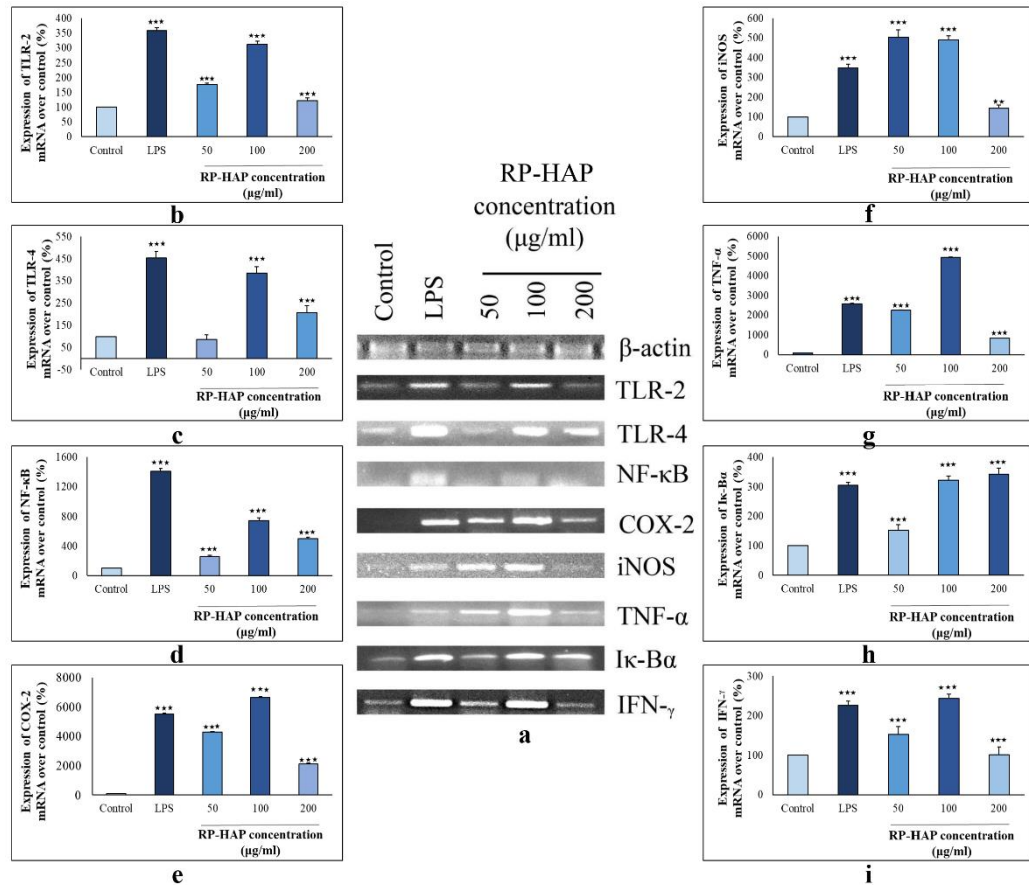 Expression of TLR-2
mRNA over control (%)
400
350
300
250
200
150
100
50
0
★★★
★★★
★★★
★★★
Control
LPS
50
100
200
RP-HAP concentration
(μg/ml)
b
Expression of TLR-4
mRNA over control (%)
550
450
350
250
150
50
-50
★★★
★★★
★★★
Control
LPS
50
100
200
RP-HAP concentration
(μg/ml)
c
Expression of NF-κB
mRNA over control (%)
1600
1200
800
400
0
★★★
★★★
★★★
★★★
Control
LPS
50
100
200
RP-HAP concentration
(μg/ml)
d
Expression of COX-2
mRNA over control (%)
8000
6000
4000
2000
0
★★★
★★★
★★★
★★★
Control
LPS
50
100
200
RP-HAP concentration
(μg/ml)
e
RP-HAP
concentration
(μg/ml)
Control
LPS
50
100
200
β-actin
TLR-2
TLR-4
NF-κB
COX-2
iNOS
TNF-α
Iκ-Bα
IFN-γ
a
Expression of iNOS
mRNA over control (%)
600
500
400
300
200
100
0
★★★
★★★
★★★
★★
Control
LPS
50
100
200
RP-HAP concentration
(μg/ml)
f
Expression of TNF-α
mRNA over control (%)
6000
5000
4000
3000
2000
1000
0
★★★
★★★
★★★
★★★
Control
LPS
50
100
200
RP-HAP concentration
(μg/ml)
g
Expression of Iκ-Bα
mRNA over control (%)
400
300
200
100
0
★★★
★★★
★★★
★★★
Control
LPS
50
100
200
RP-HAP concentration
(μg/ml)
h
Expression of IFN-γ
mRNA over control (%)
300
200
100
0
★★★
★★★
★★★
★★★
Control
LPS
50
100
200
RP-HAP concentration
(μg/ml)
i